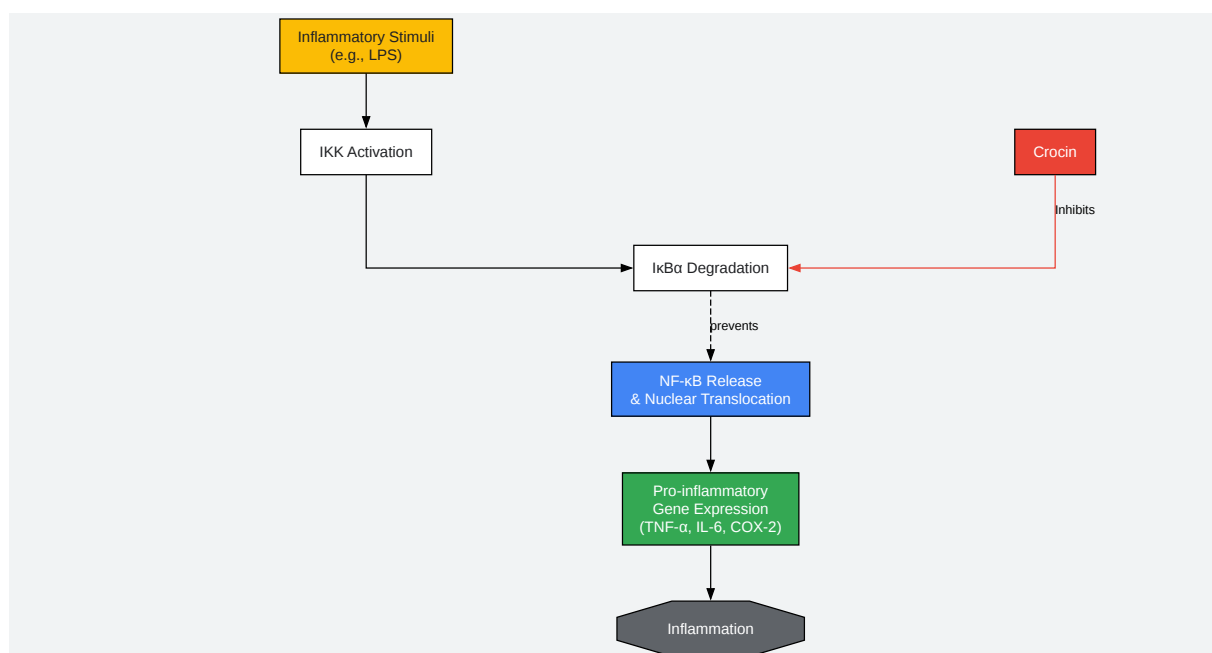 Inflammatory Stimuli
(e.g., LPS)
IKK Activation
Crocin
Inhibits
IκBα Degradation
prevents
NF-κB Release
& Nuclear Translocation
Pro-inflammatory
Gene Expression
(TNF-α, IL-6, COX-2)
Inflammation